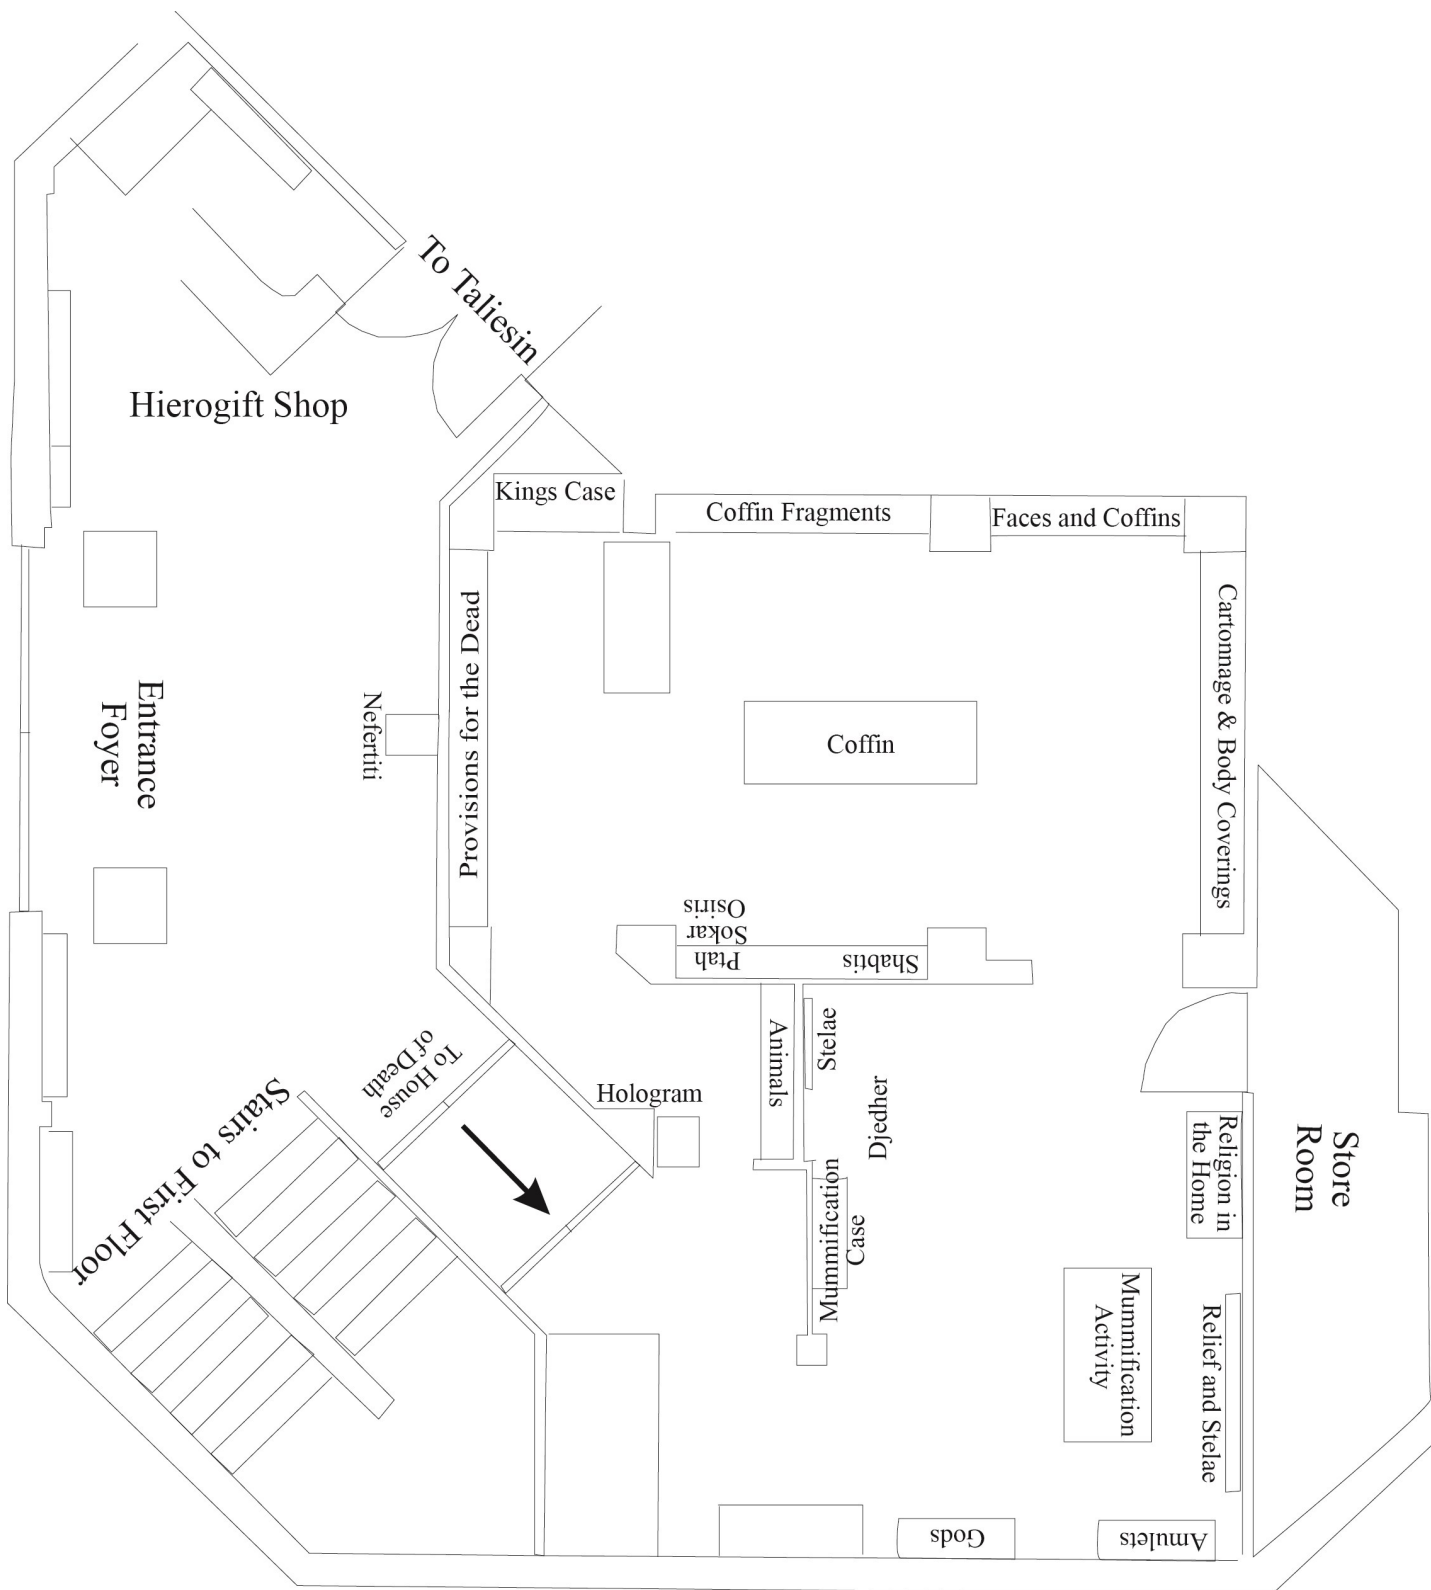 To Taliesin
Hierogift Shop
Kings Case
Coffin Fragments
Faces and Coffins
Provisions for the Dead
Cartonnage & Body Coverings
Entrance
Foyer
Nefertiti
Coffin
Osiris
Sokar
Ptah
Shabtis
Animals
Stelae
Djedher
To House
of Death
Hologram
Stairs to First Floor
Mummification
Case
Religion in
the Home
Store
Room
Mummification
Activity
Relief and Stelae
Gods
Amulets